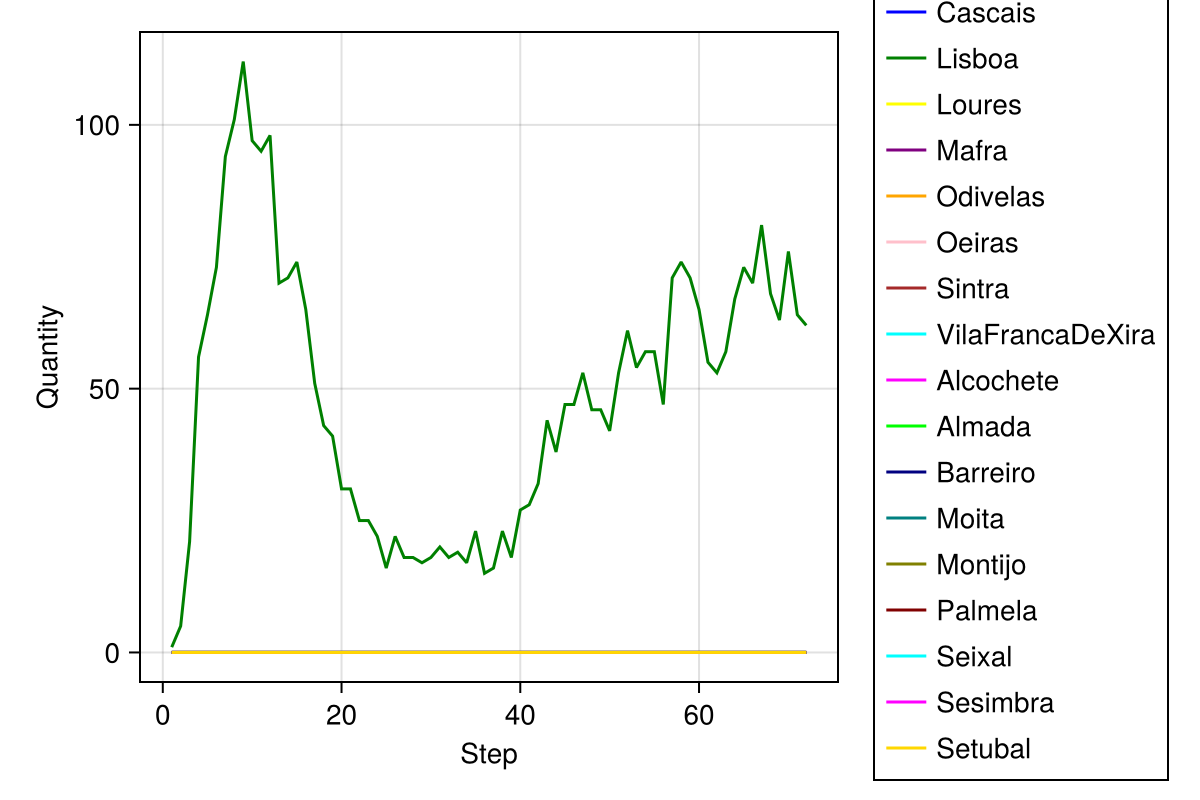 Cascais
Lisboa
Loures
Mafra
Odivelas
Oeiras
Sintra
VilaFrancaDeXira
Alcochete
Almada
Barreiro
Moita
Montijo
Palmela
Seixal
Sesimbra
Setubal
100
50
0
Quantity
0 20 40 60
Step